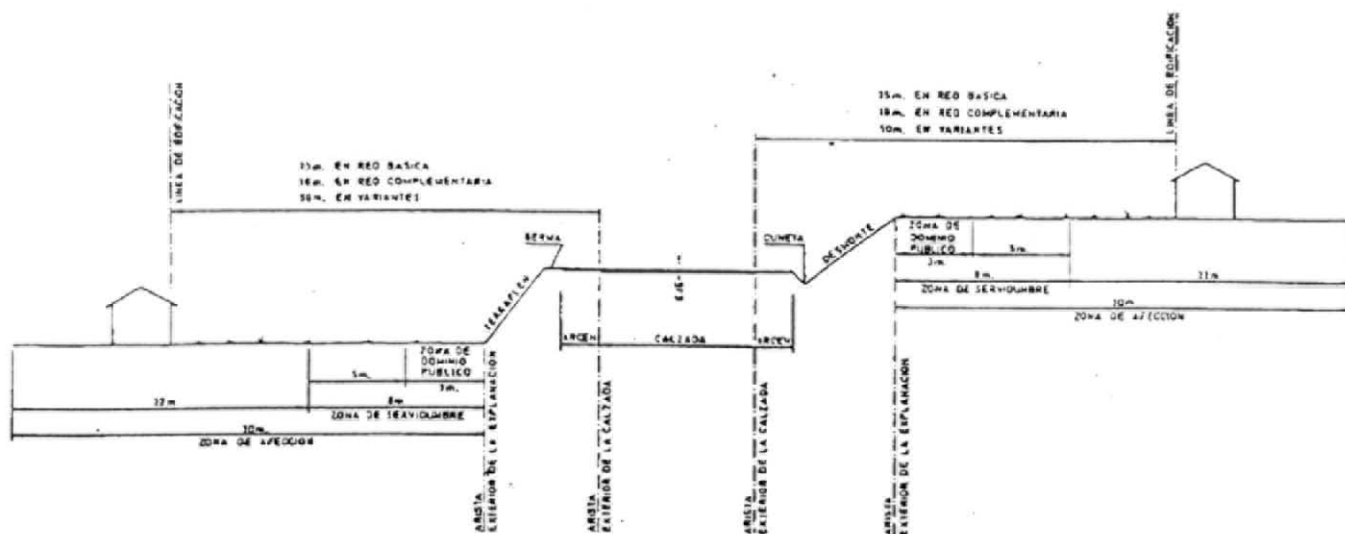 LINEA DE EDIFICACION
25m. EN RED BASICA
18m. EN RED COMPLEMENTARIA
50m. EN VARIANTES
BERMA
TERRAPLEN
EJE
ARCEN
CALZADA
ARCEN
ZONA DE
DOMINIO
PUBLICO
5m.
3m.
22m
8m
ZONA DE SERVIDUMBRE
30m.
ZONA DE AFECCION
ARISTA
EXTERIOR DE LA EXPLANACION
ARISTA
EXTERIOR DE LA CALZADA
LINEA DE EDIFICACION
25m. EN RED BASICA
18m. EN RED COMPLEMENTARIA
50m. EN VARIANTES
CUNETA
DESMONTE
ZONA DE
DOMINIO
PUBLICO
5m.
3m.
8m.
22m
ZONA DE SERVIDUMBRE
30m
ZONA DE AFECCION
ARISTA
EXTERIOR DE LA CALZADA
ARISTA
EXTERIOR DE LA EXPLANACION